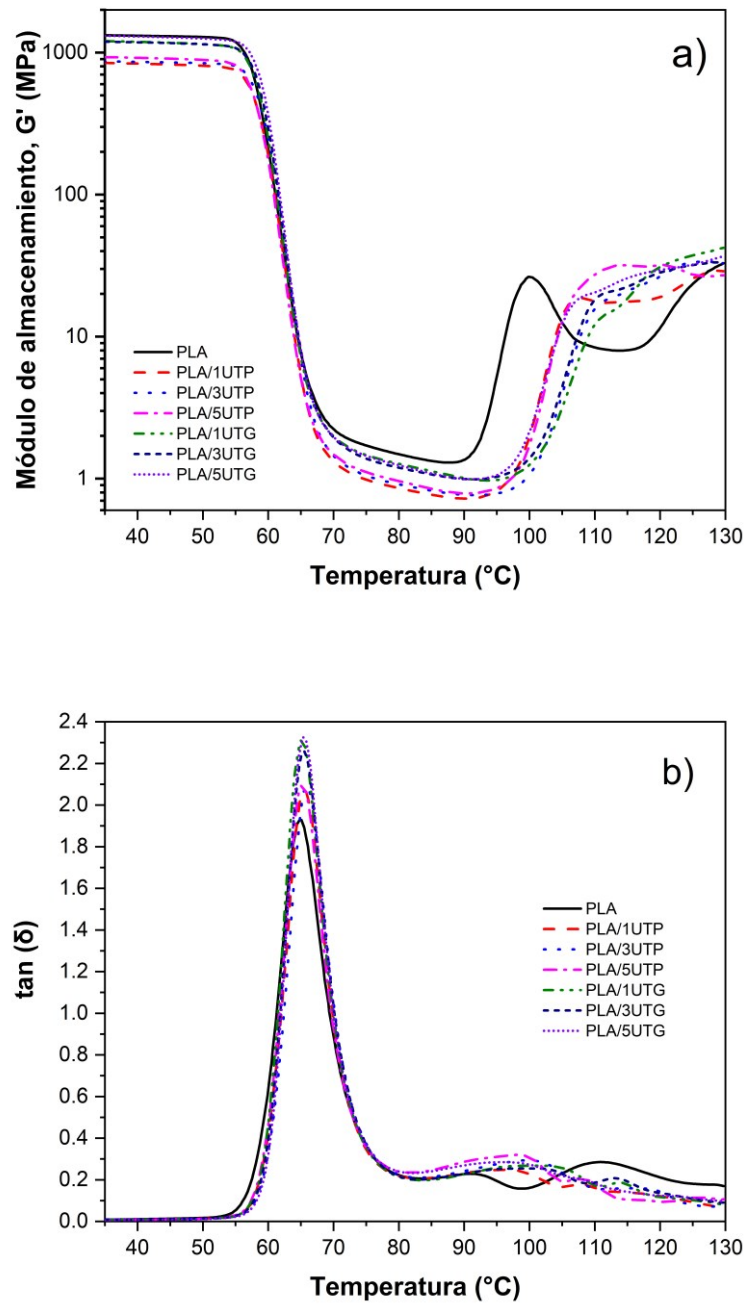 a)
Módulo de almacenamiento, G' (MPa)
1000
100
10
1
PLA
PLA/1UTP
PLA/3UTP
PLA/5UTP
PLA/1UTG
PLA/3UTG
PLA/5UTG
40 50 60 70 80 90 100 110 120 130
Temperatura (°C)
b)
tan (δ)
2.4
2.2
2.0
1.8
1.6
1.4
1.2
1.0
0.8
0.6
0.4
0.2
0.0
PLA
PLA/1UTP
PLA/3UTP
PLA/5UTP
PLA/1UTG
PLA/3UTG
PLA/5UTG
40 50 60 70 80 90 100 110 120 130
Temperatura (°C)